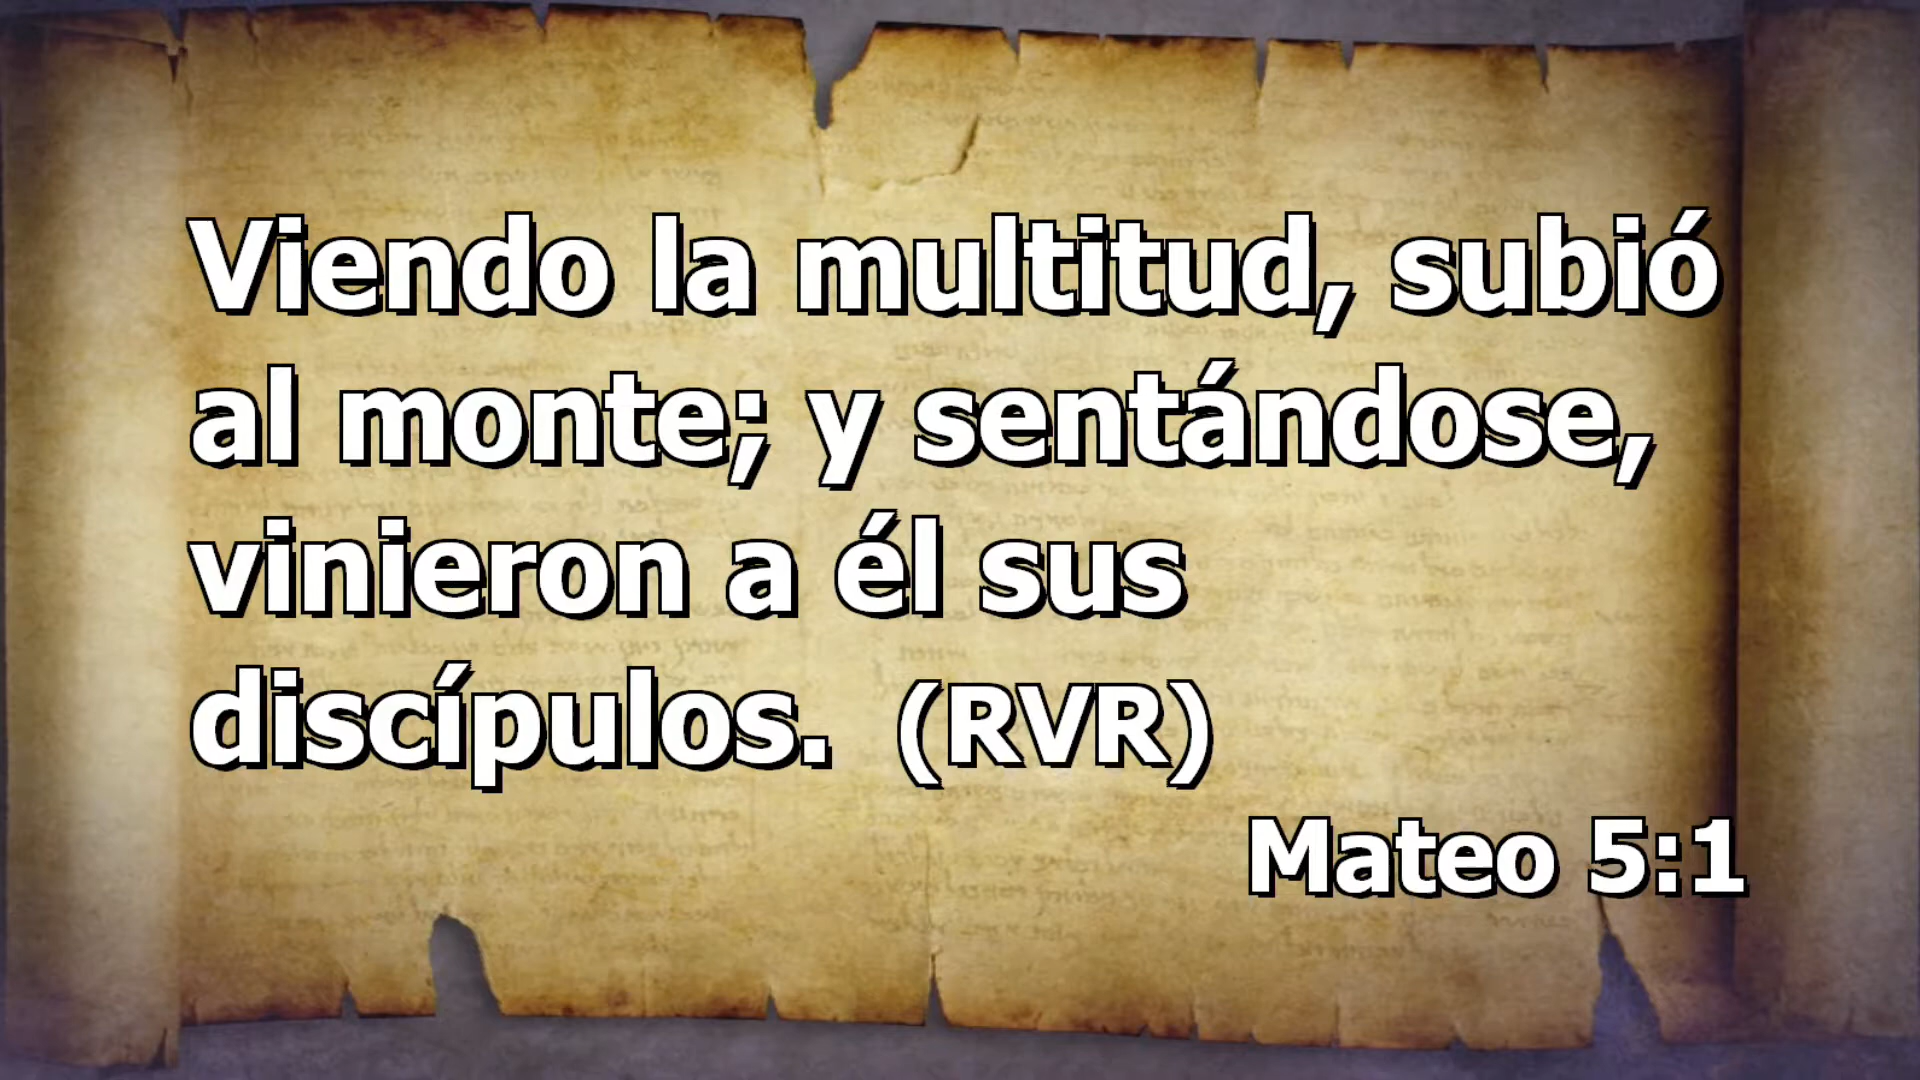 Viendo la multitud, subió
al monte; y sentándose,
vinieron a él sus
discípulos. (RVR)
Mateo 5:1